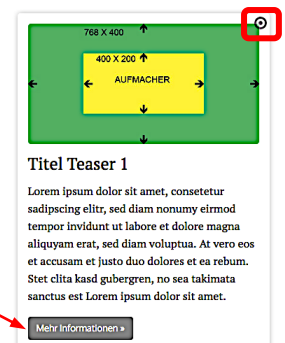 768 X 400
400 X 200
AUFMACHER
Titel Teaser 1
Lorem ipsum dolor sit amet, consetetur
sadipscing elitr, sed diam nonumy eirmod
tempor invidunt ut labore et dolore magna
aliquyam erat, sed diam voluptua. At vero eos
et accusam et justo duo dolores et ea rebum.
Stet clita kasd gubergren, no sea takimata
sanctus est Lorem ipsum dolor sit amet.
Mehr Informationen »